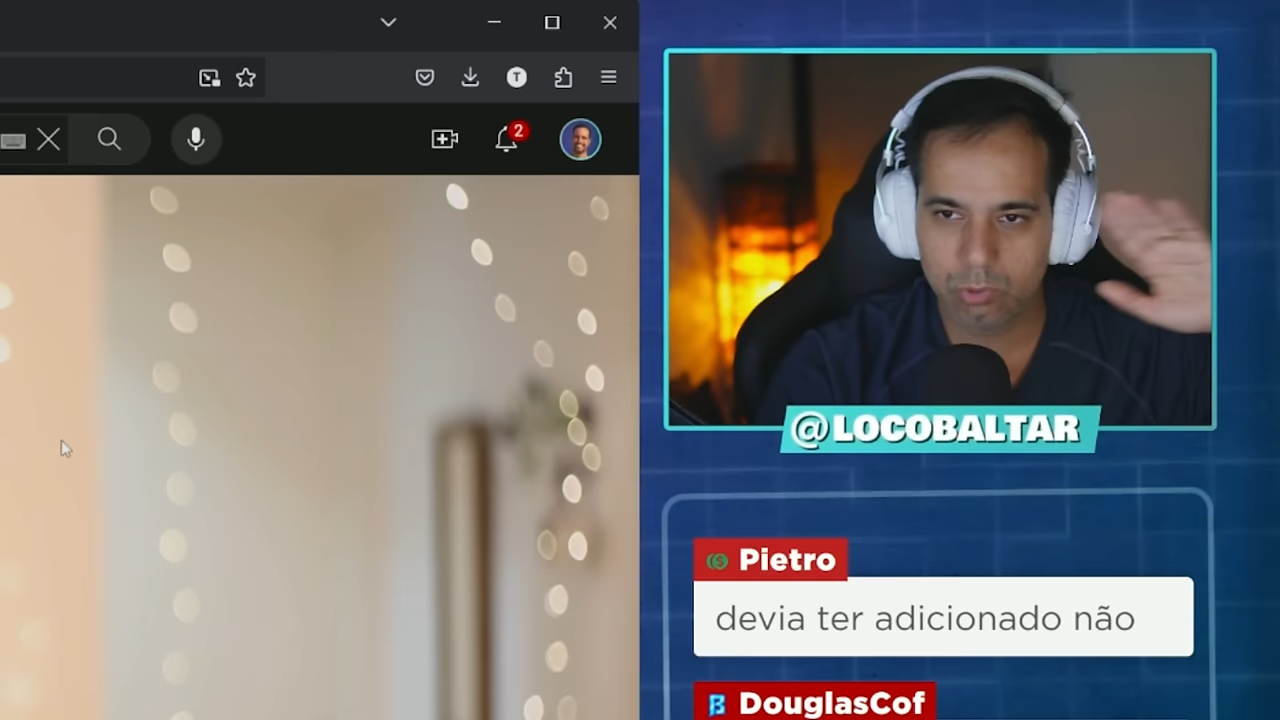 T
2
@LOCOBALTAR
Pietro
devia ter adicionado não
DouglasCof